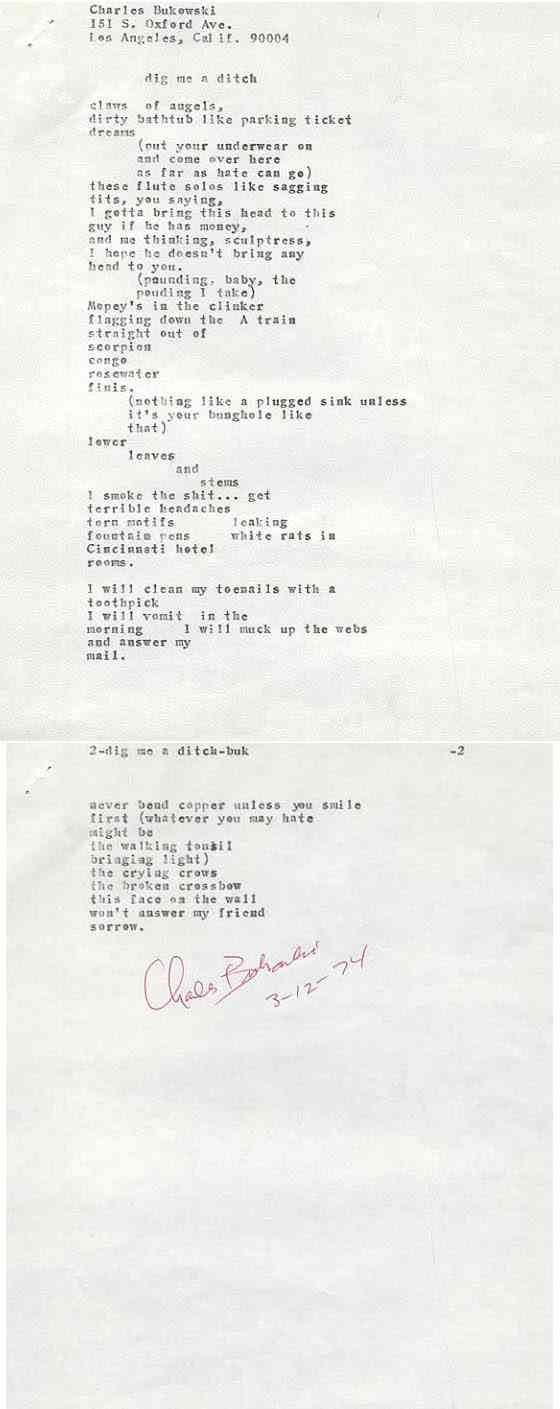 Charles Bukowski
151 S. Oxford Ave.
Los Angeles, Calif. 90004
dig me a ditch
claws of angels,
dirty bathtub like parking ticket
dreams
(out your underwear on
and come over here
as far as hate can go)
these flute solos like sagging
tits, you saying,
I gotta bring this head to this
guy if he has money,
and me thinking, sculptress,
I hope he doesn't bring any
head to you.
(pounding, baby, the
pouding I take)
Mopey's in the clinker
flagging down the A train
straight out of
scorpion
congo
rosewater
finis.
(nothing like a plugged sink unless
it's your bunghole like
that)
lower
leaves
and
stems
I smoke the shit... get
terrible headaches
torn motifs leaking
fountain pens white rats in
Cincinnati hotel
rooms.
I will clean my toenails with a
toothpick
I will vomit in the
morning I will muck up the webs
and answer my
mail.
2-dig me a ditch-buk -2
never bend copper unless you smile
first (whatever you may hate
might be
the walking tonsil
bringing light)
the crying crows
the broken crossbow
this face on the wall
won't answer my friend
sorrow.
Charles Bukowski
3-12-74